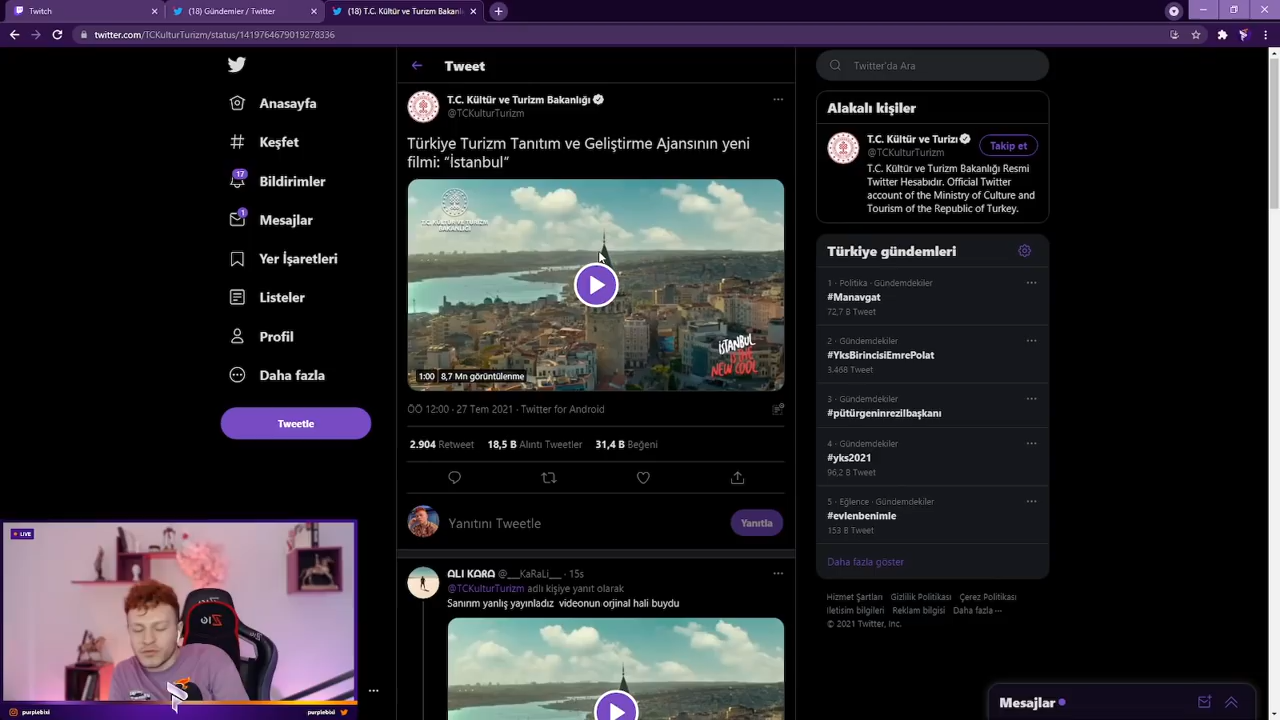 Twitch
(18) Gündemler / Twitter
(18) T.C. Kültür ve Turizm Bakanlı
twitter.com/TCKulturTurizm/status/1419764679019278336
Anasayfa
Keşfet
17
Bildirimler
1
Mesajlar
Yer İşaretleri
Listeler
Profil
Daha fazla
Tweetle
Tweet
T.C. Kültür ve Turizm Bakanlığı
@TCKulturTurizm
Türkiye Turizm Tanıtım ve Geliştirme Ajansının yeni
filmi: “İstanbul”
T.C. KÜLTÜR VE TURİZM
BAKANLIĞI
İSTANBUL
IS THE
NEW COOL
1:00 8,7 Mn görüntülenme
ÖÖ 12:00 · 27 Tem 2021 · Twitter for Android
2.904 Retweet 18,5 B Alıntı Tweetler 31,4 B Beğeni
Yanıtını Tweetle
Yanıtla
ALI KARA @___KaRaLi___ · 15s
@TCKulturTurizm adlı kişiye yanıt olarak
Sanırım yanlış yayınladız videonun orjinal hali buydu
Twitter'da Ara
Alakalı kişiler
T.C. Kültür ve Turizı
@TCKulturTurizm
Takip et
T.C. Kültür ve Turizm Bakanlığı Resmi
Twitter Hesabıdır. Official Twitter
account of the Ministry of Culture and
Tourism of the Republic of Turkey.
Türkiye gündemleri
1 · Politika · Gündemdekiler
#Manavgat
72,7 B Tweet
2 · Gündemdekiler
#YksBirincisiEmrePolat
3.468 Tweet
3 · Gündemdekiler
#pütürgeninrezilbaşkanı
4 · Gündemdekiler
#yks2021
96,2 B Tweet
5 · Eğlence · Gündemdekiler
#evlenbenimle
153 B Tweet
Daha fazla göster
Hizmet Şartları Gizlilik Politikası Çerez Politikası
İletişim bilgileri Reklam bilgisi Daha fazla ···
© 2021 Twitter, Inc.
Mesajlar
LIVE
purplebixi
purplebixi